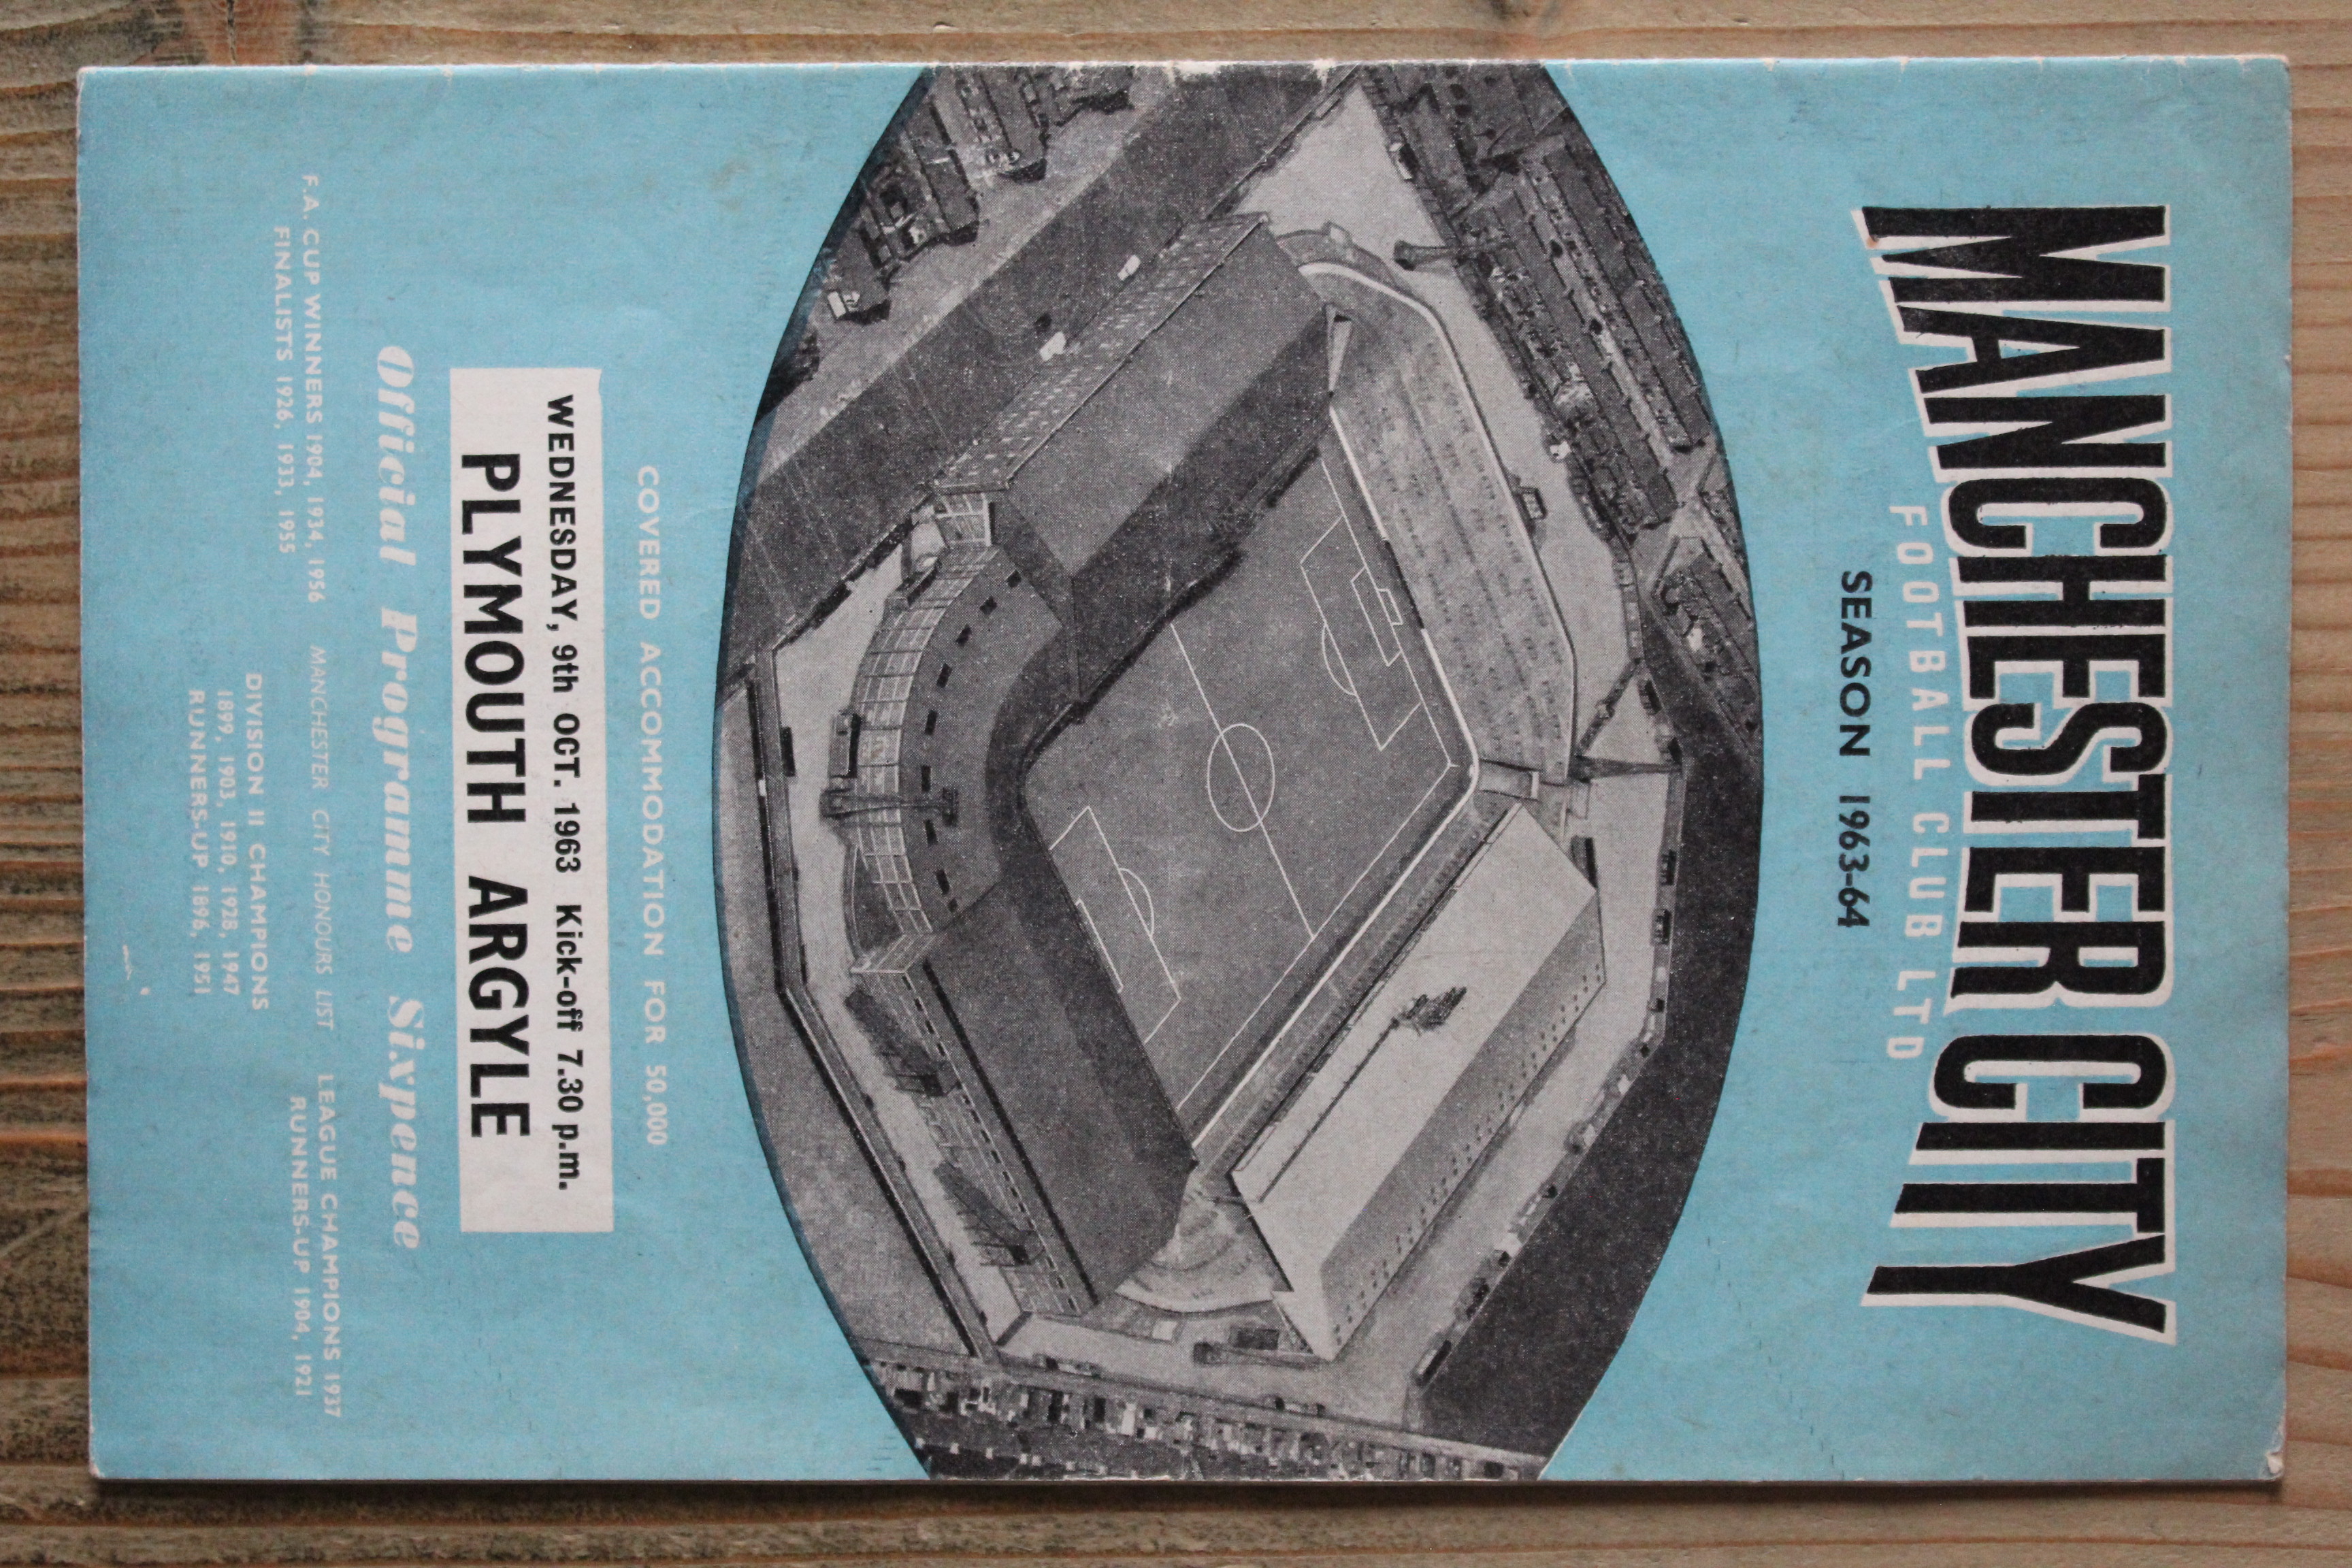 MANCHESTER CITY
FOOTBALL CLUB LTD
SEASON 1963-64
COVERED ACCOMMODATION FOR 50,000
WEDNESDAY, 9th OCT. 1963 Kick-off 7.30 p.m.
PLYMOUTH ARGYLE
Official Programme Sixpence
MANCHESTER CITY HONOURS LIST
F.A. CUP WINNERS 1904, 1934, 1956
FINALISTS 1926, 1933, 1955
LEAGUE CHAMPIONS 1937
RUNNERS-UP 1904, 1921
DIVISION II CHAMPIONS
1899, 1903, 1910, 1928, 1947
RUNNERS-UP 1896, 1951